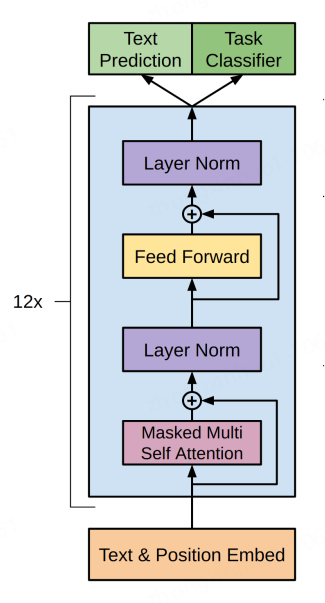 Text
Prediction
Task
Classifier
Layer Norm
+
Feed Forward
12x
Layer Norm
+
Masked Multi
Self Attention
Text & Position Embed